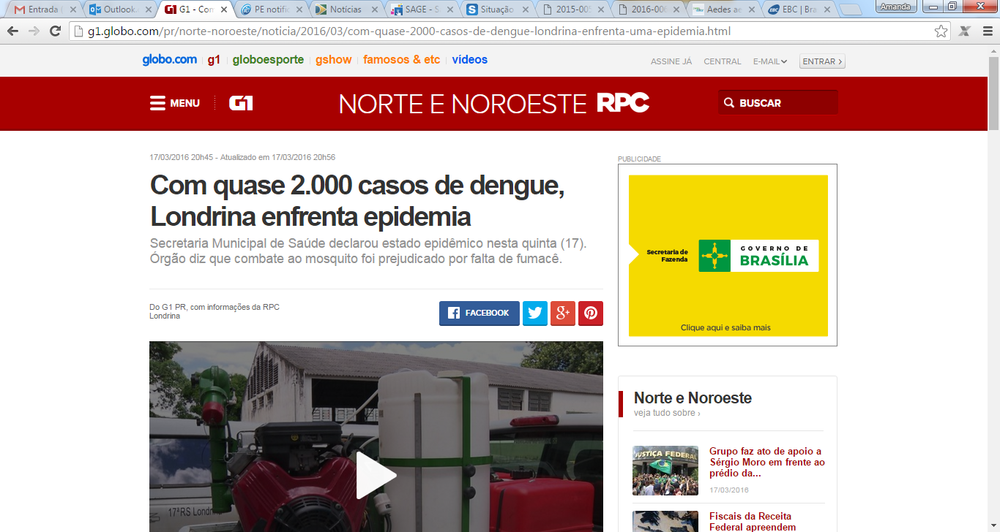 Entrada (
Outlook.
G1 - Com
PE notific
Notícias
SAGE - S
Situação
2015-005
2016-006
Aedes ae
EBC | Bra
Amanda
g1.globo.com/pr/norte-noroeste/noticia/2016/03/com-quase-2000-casos-de-dengue-londrina-enfrenta-uma-epidemia.html
globo.com g1 globoesporte gshow famosos & etc vídeos
ASSINE JÁ CENTRAL E-MAIL ENTRAR ›
MENU G1 NORTE E NOROESTE RPC BUSCAR
17/03/2016 20h45 - Atualizado em 17/03/2016 20h56
Com quase 2.000 casos de dengue,
Londrina enfrenta epidemia
Secretaria Municipal de Saúde declarou estado epidêmico nesta quinta (17).
Órgão diz que combate ao mosquito foi prejudicado por falta de fumacê.
Do G1 PR, com informações da RPC
Londrina
FACEBOOK
17ªRS Londrin
PUBLICIDADE
Secretaria de
Fazenda
GOVERNO DE
BRASÍLIA
Clique aqui e saiba mais
Norte e Noroeste
veja tudo sobre ›
JUSTIÇA FEDERAL
Grupo faz ato de apoio a
Sérgio Moro em frente ao
prédio da...
17/03/2016
Fiscais da Receita
Federal apreendem